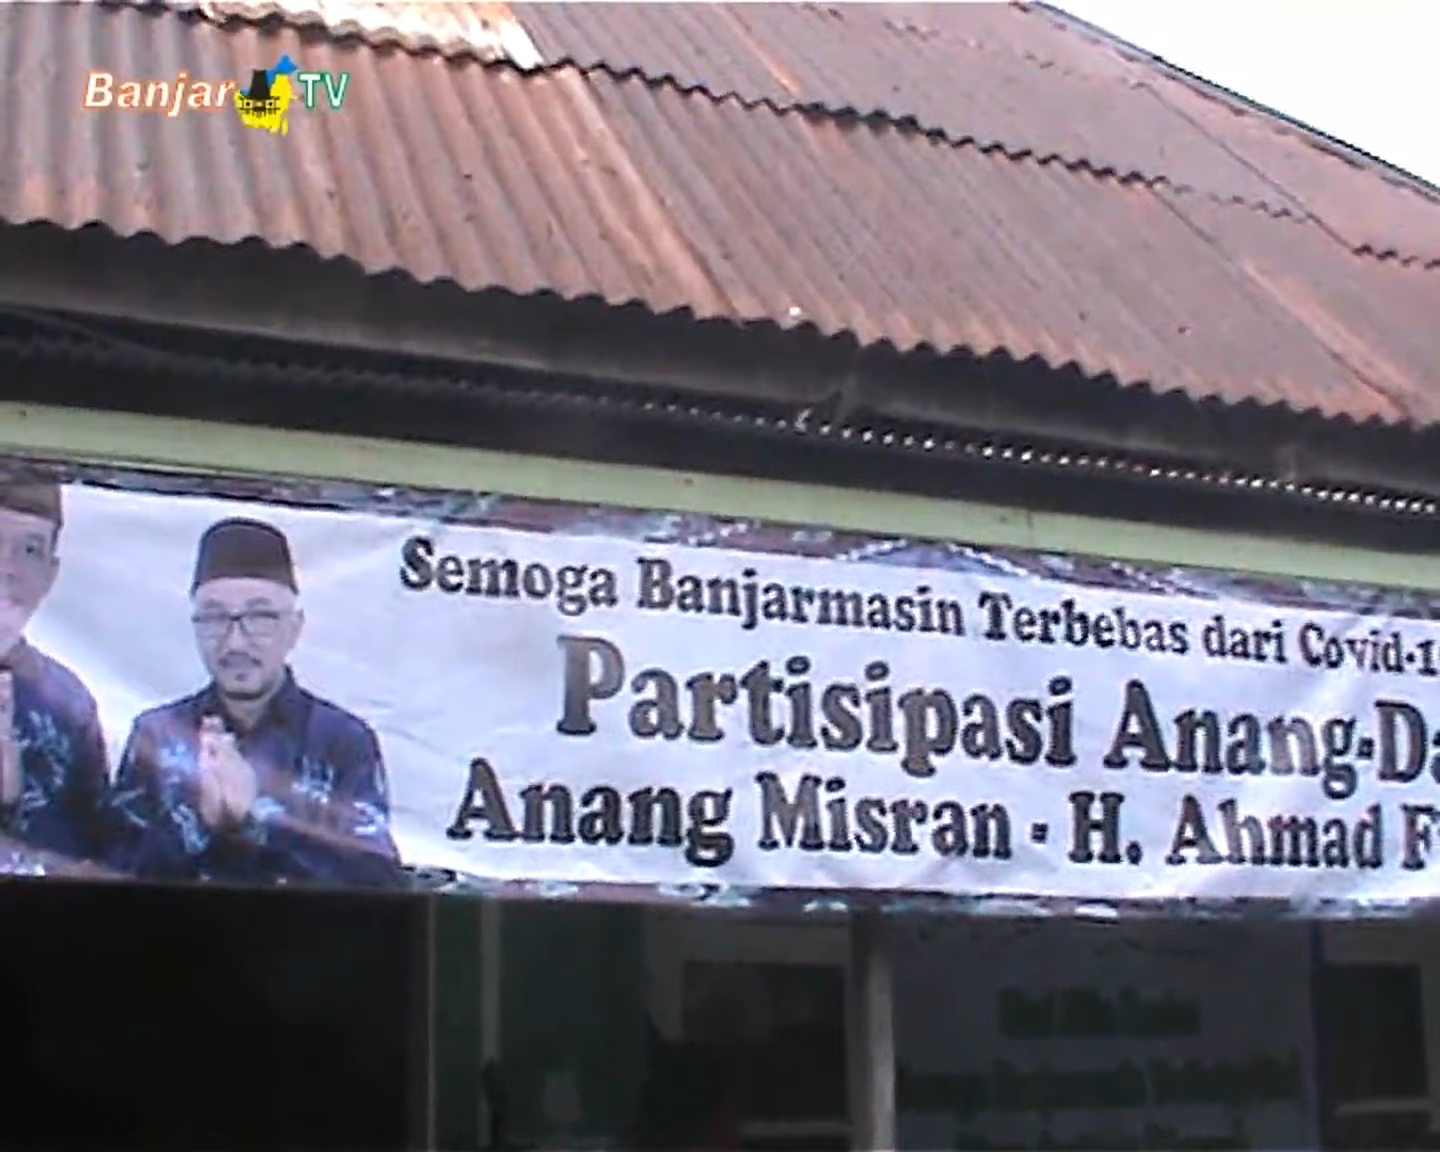 Banjar TV
Semoga Banjarmasin Terbebas dari Covid-1
Partisipasi Anang-Da
Anang Misran - H. Ahmad F